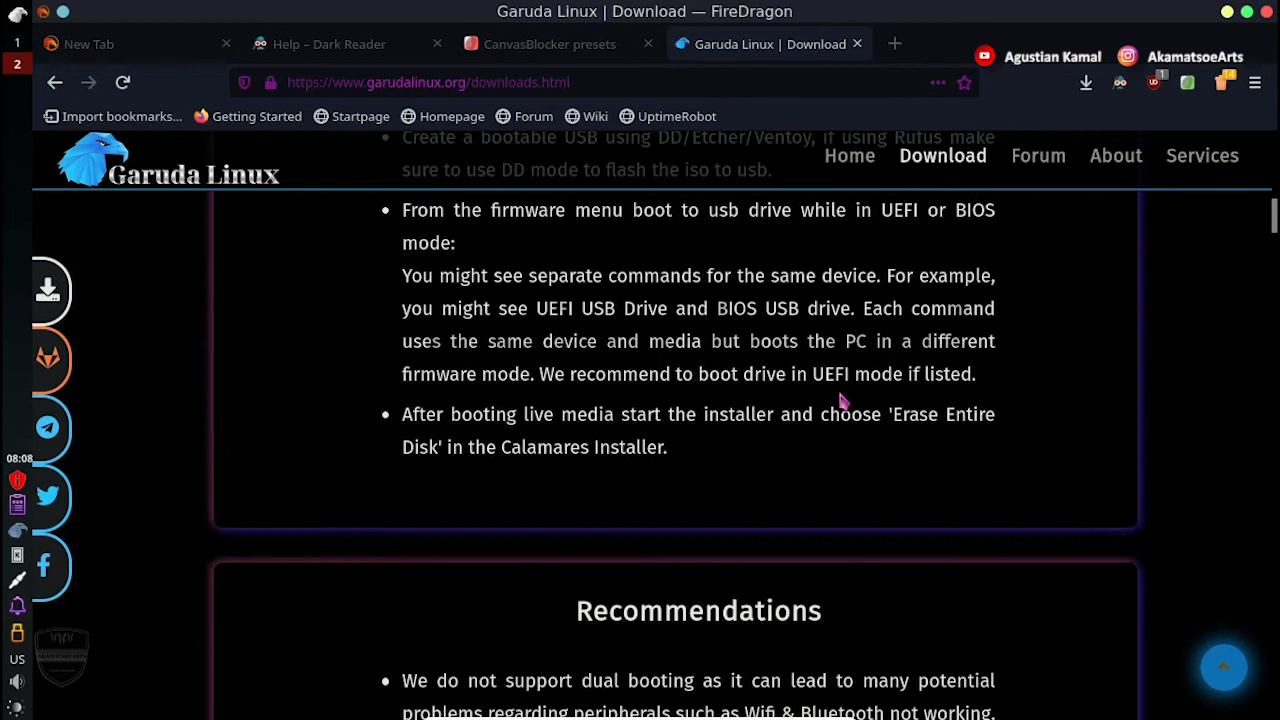 Garuda Linux | Download — FireDragon
1
2
New Tab
Help – Dark Reader
CanvasBlocker presets
Garuda Linux | Download
Agustian Kamal
AkamatsoeArts
https://www.garudalinux.org/downloads.html
1
14
Import bookmarks...
Getting Started
Startpage
Homepage
Forum
Wiki
UptimeRobot
Garuda Linux
Home
Download
Forum
About
Services
Create a bootable USB using DD/Etcher/Ventoy, if using Rufus make
sure to use DD mode to flash the iso to usb.
From the firmware menu boot to usb drive while in UEFI or BIOS
mode:
You might see separate commands for the same device. For example,
you might see UEFI USB Drive and BIOS USB drive. Each command
uses the same device and media but boots the PC in a different
firmware mode. We recommend to boot drive in UEFI mode if listed.
After booting live media start the installer and choose 'Erase Entire
Disk' in the Calamares Installer.
08:08
US
Recommendations
We do not support dual booting as it can lead to many potential
problems regarding peripherals such as Wifi & Bluetooth not working.